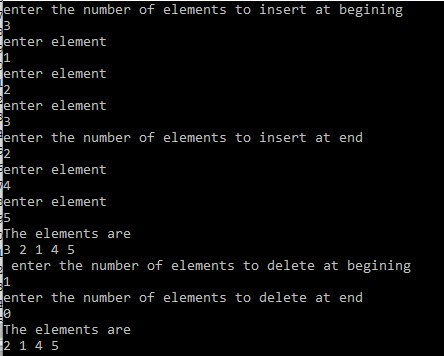 enter the number of elements to insert at begining
3
enter element
1
enter element
2
enter element
3
enter the number of elements to insert at end
2
enter element
4
enter element
5
The elements are
3 2 1 4 5
enter the number of elements to delete at begining
1
enter the number of elements to delete at end
0
The elements are
2 1 4 5